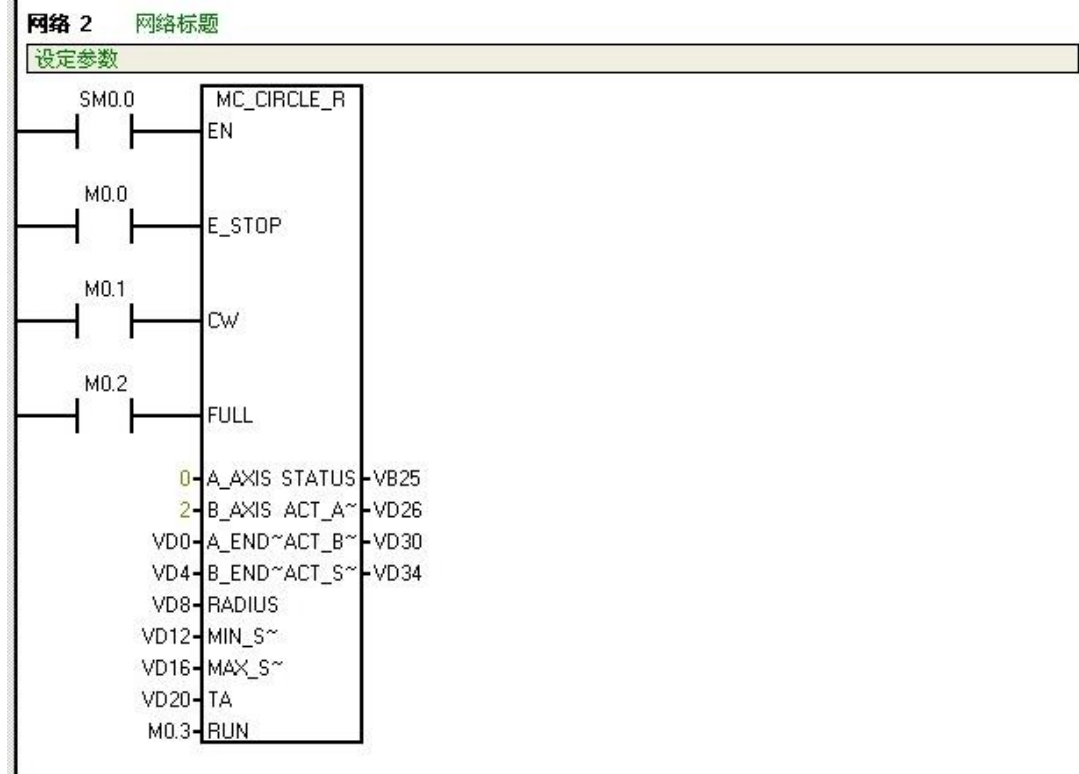 网络 2 网络标题
设定参数
SM0.0 MC_CIRCLE_R
EN
M0.0
E_STOP
M0.1
CW
M0.2
FULL
0 A_AXIS STATUS VB25
2 B_AXIS ACT_A~ VD26
VD0 A_END~ ACT_B~ VD30
VD4 B_END~ ACT_S~ VD34
VD8 RADIUS
VD12 MIN_S~
VD16 MAX_S~
VD20 TA
M0.3 RUN